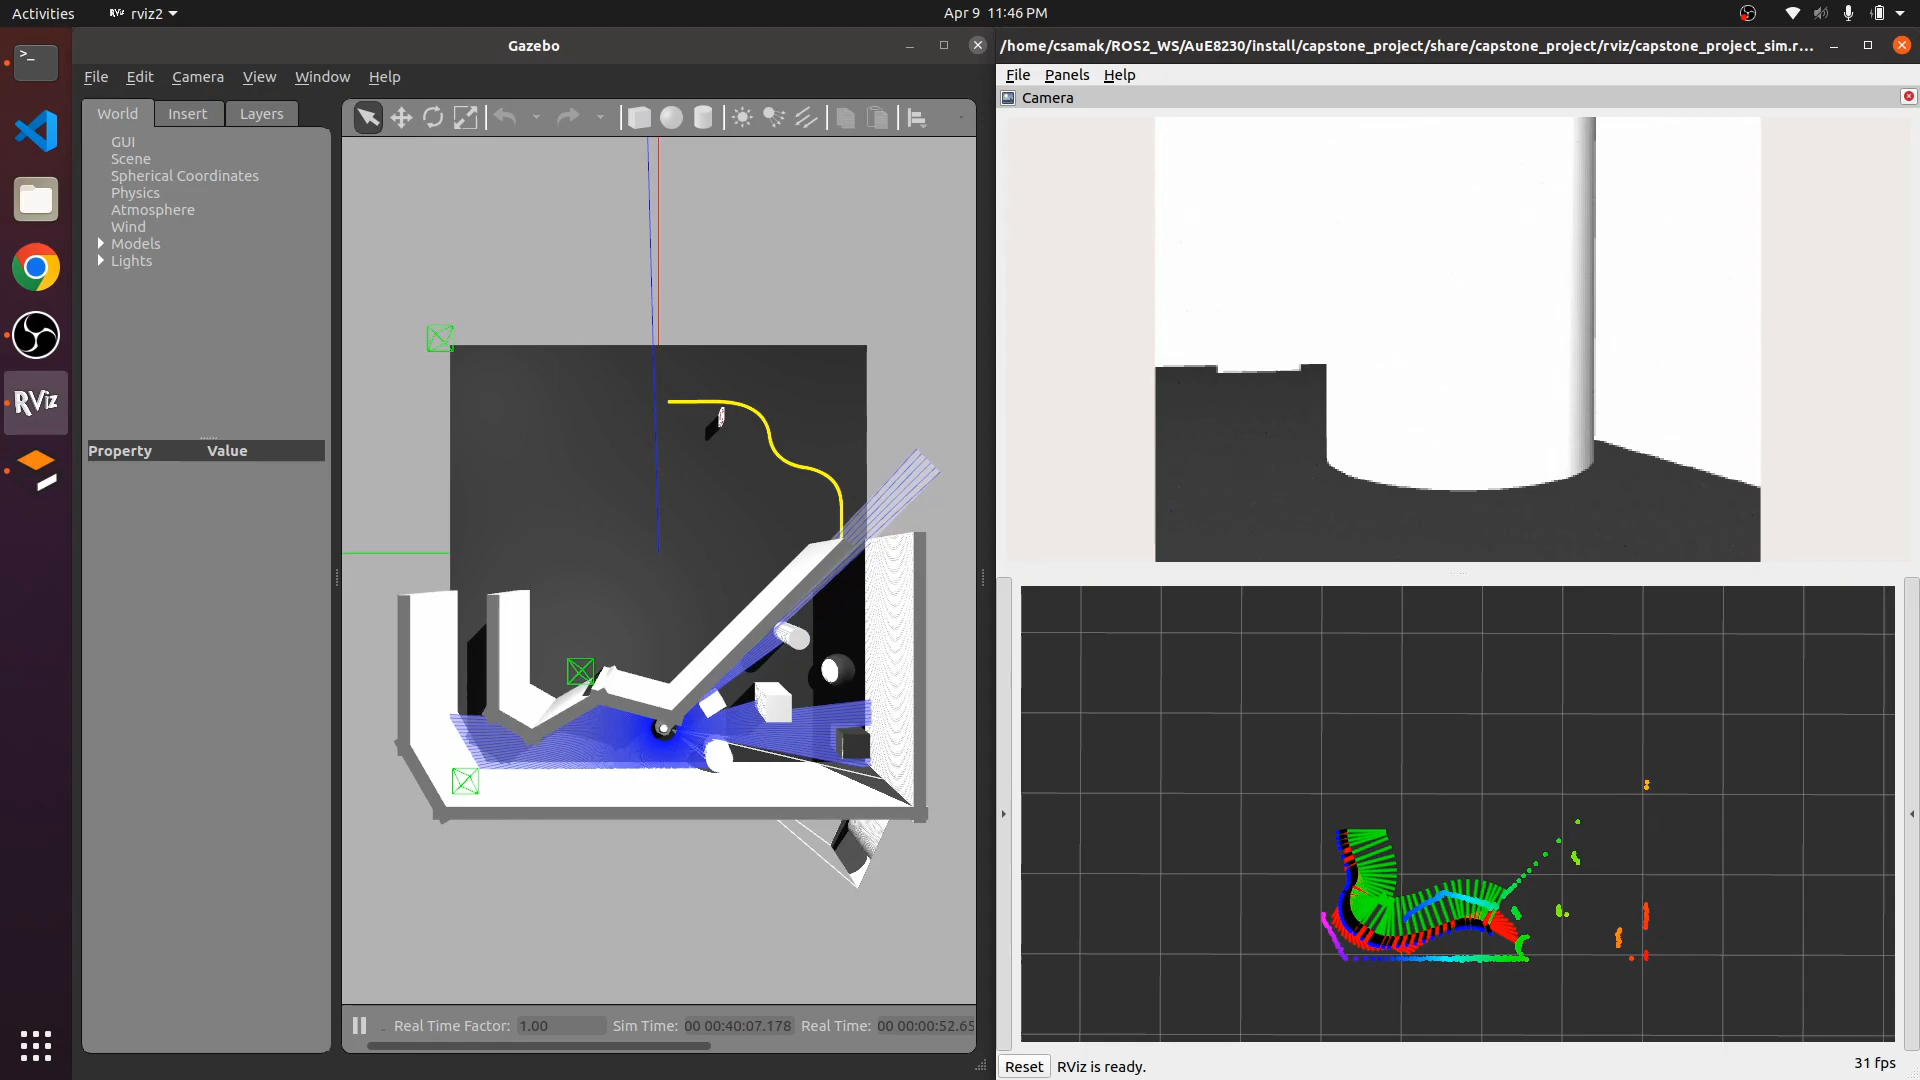 Activities
RViz rviz2
Apr 9 11:46 PM
Gazebo
/home/csamak/ROS2_WS/AuE8230/install/capstone_project/share/capstone_project/rviz/capstone_project_sim.r...
File Edit Camera View Window Help
File Panels Help
Camera
World Insert Layers
GUI
Scene
Spherical Coordinates
Physics
Atmosphere
Wind
Models
Lights
RViz
Property Value
Real Time Factor: 1.00 Sim Time: 00 00:40:07.178 Real Time: 00 00:00:52.65
Reset RViz is ready.
31 fps